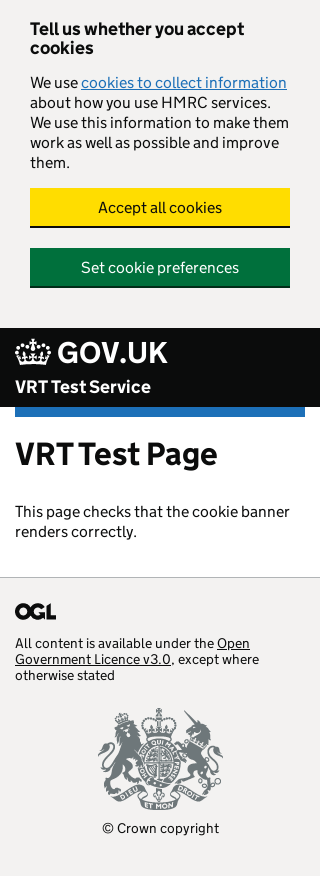 Tell us whether you accept
cookies
We use cookies to collect information
about how you use HMRC services.
We use this information to make them
work as well as possible and improve
them.
Accept all cookies
Set cookie preferences
GOV.UK
VRT Test Service
VRT Test Page
This page checks that the cookie banner
renders correctly.
OGL
All content is available under the Open
Government Licence v3.0, except where
otherwise stated
DIEU ET MON DROIT
© Crown copyright